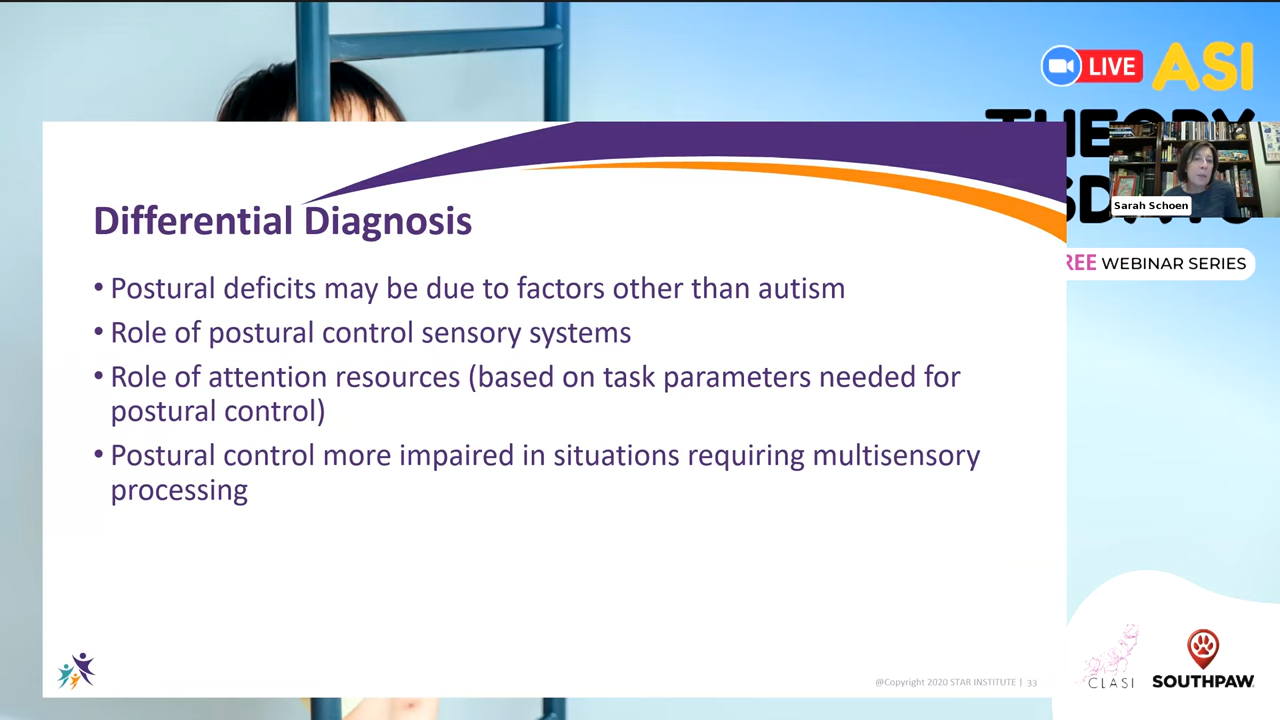 LIVE ASI
Sarah Schoen
WEBINAR SERIES
Differential Diagnosis
• Postural deficits may be due to factors other than autism
• Role of postural control sensory systems
• Role of attention resources (based on task parameters needed for
postural control)
• Postural control more impaired in situations requiring multisensory
processing
@Copyright 2020 STAR INSTITUTE | 33
CLASI
SOUTHPAW